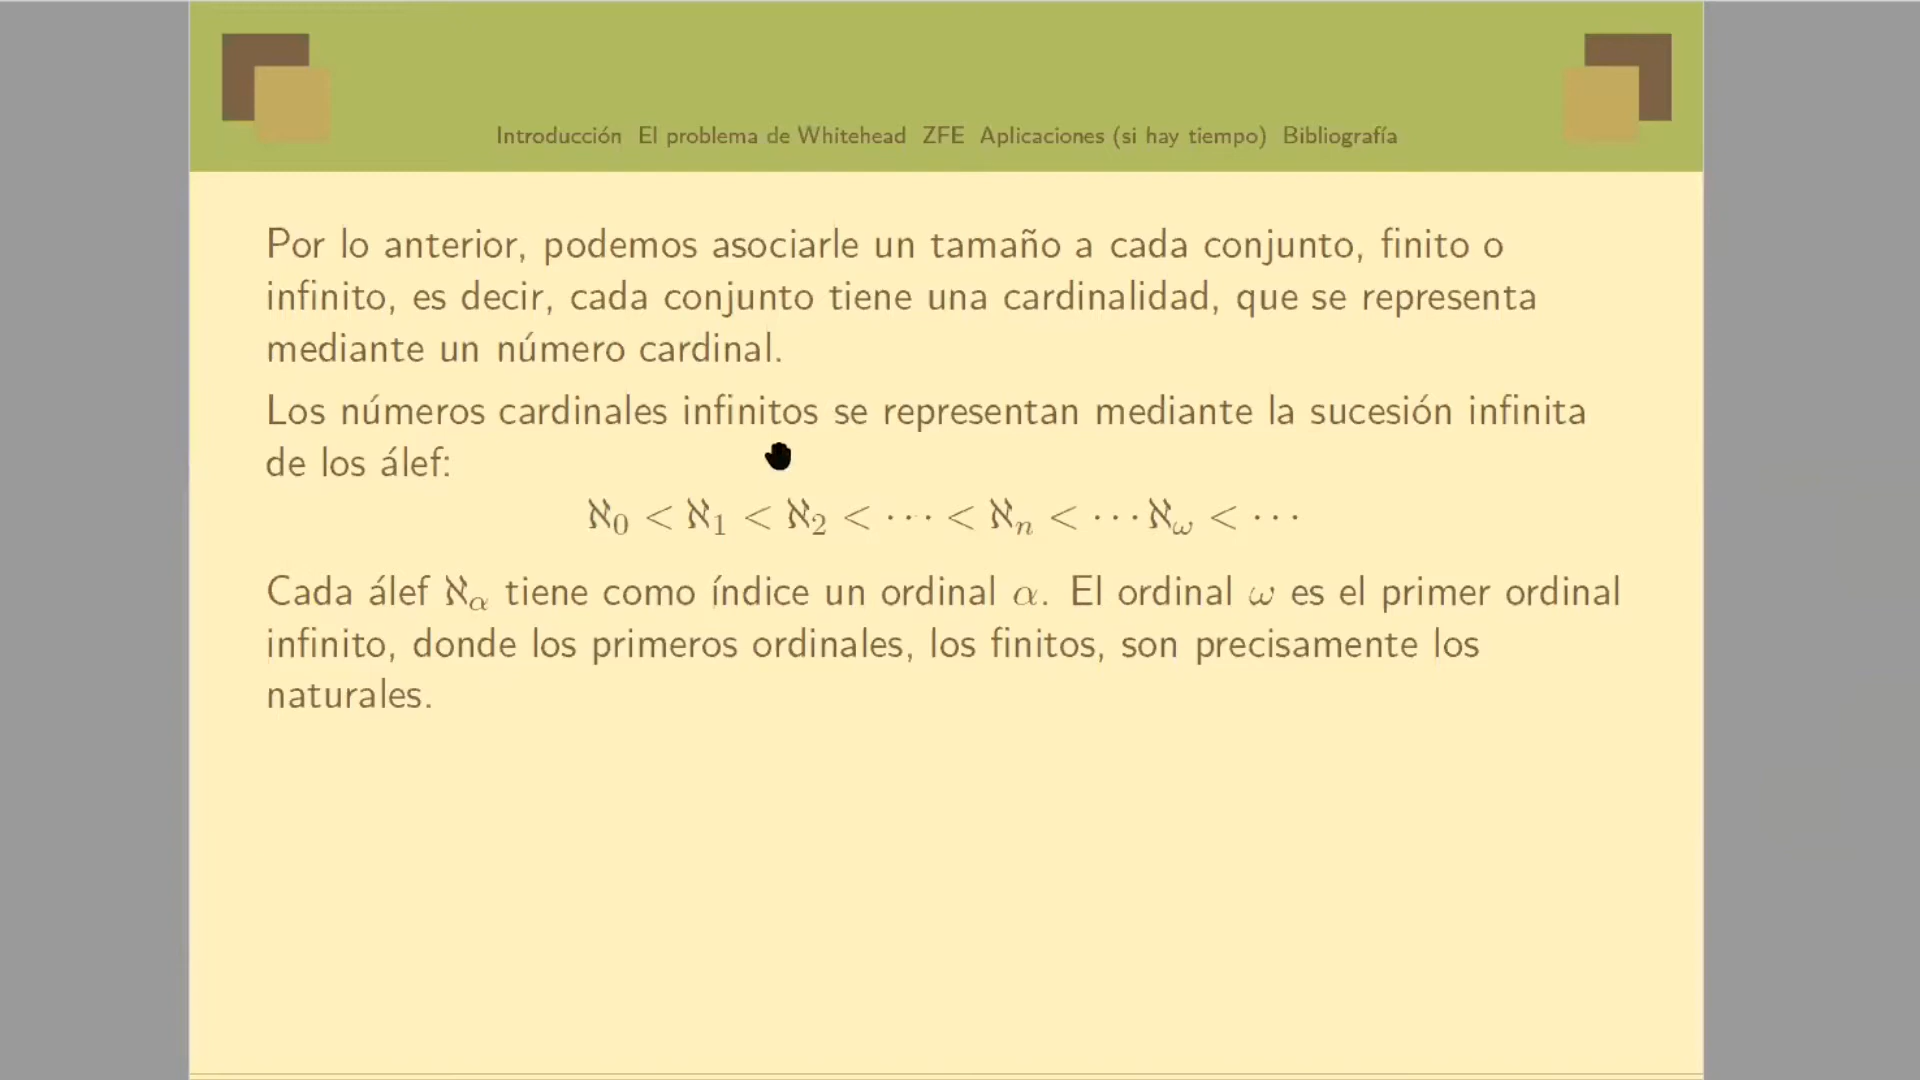 Introducción El problema de Whitehead ZFE Aplicaciones (si hay tiempo) Bibliografía
Por lo anterior, podemos asociarle un tamaño a cada conjunto, finito o
infinito, es decir, cada conjunto tiene una cardinalidad, que se representa
mediante un número cardinal.
Los números cardinales infinitos se representan mediante la sucesión infinita
de los álef:
ℵ₀ < ℵ₁ < ℵ₂ < ··· < ℵₙ < ··· ℵ_ω < ···
Cada álef ℵ_α tiene como índice un ordinal α. El ordinal ω es el primer ordinal
infinito, donde los primeros ordinales, los finitos, son precisamente los
naturales.